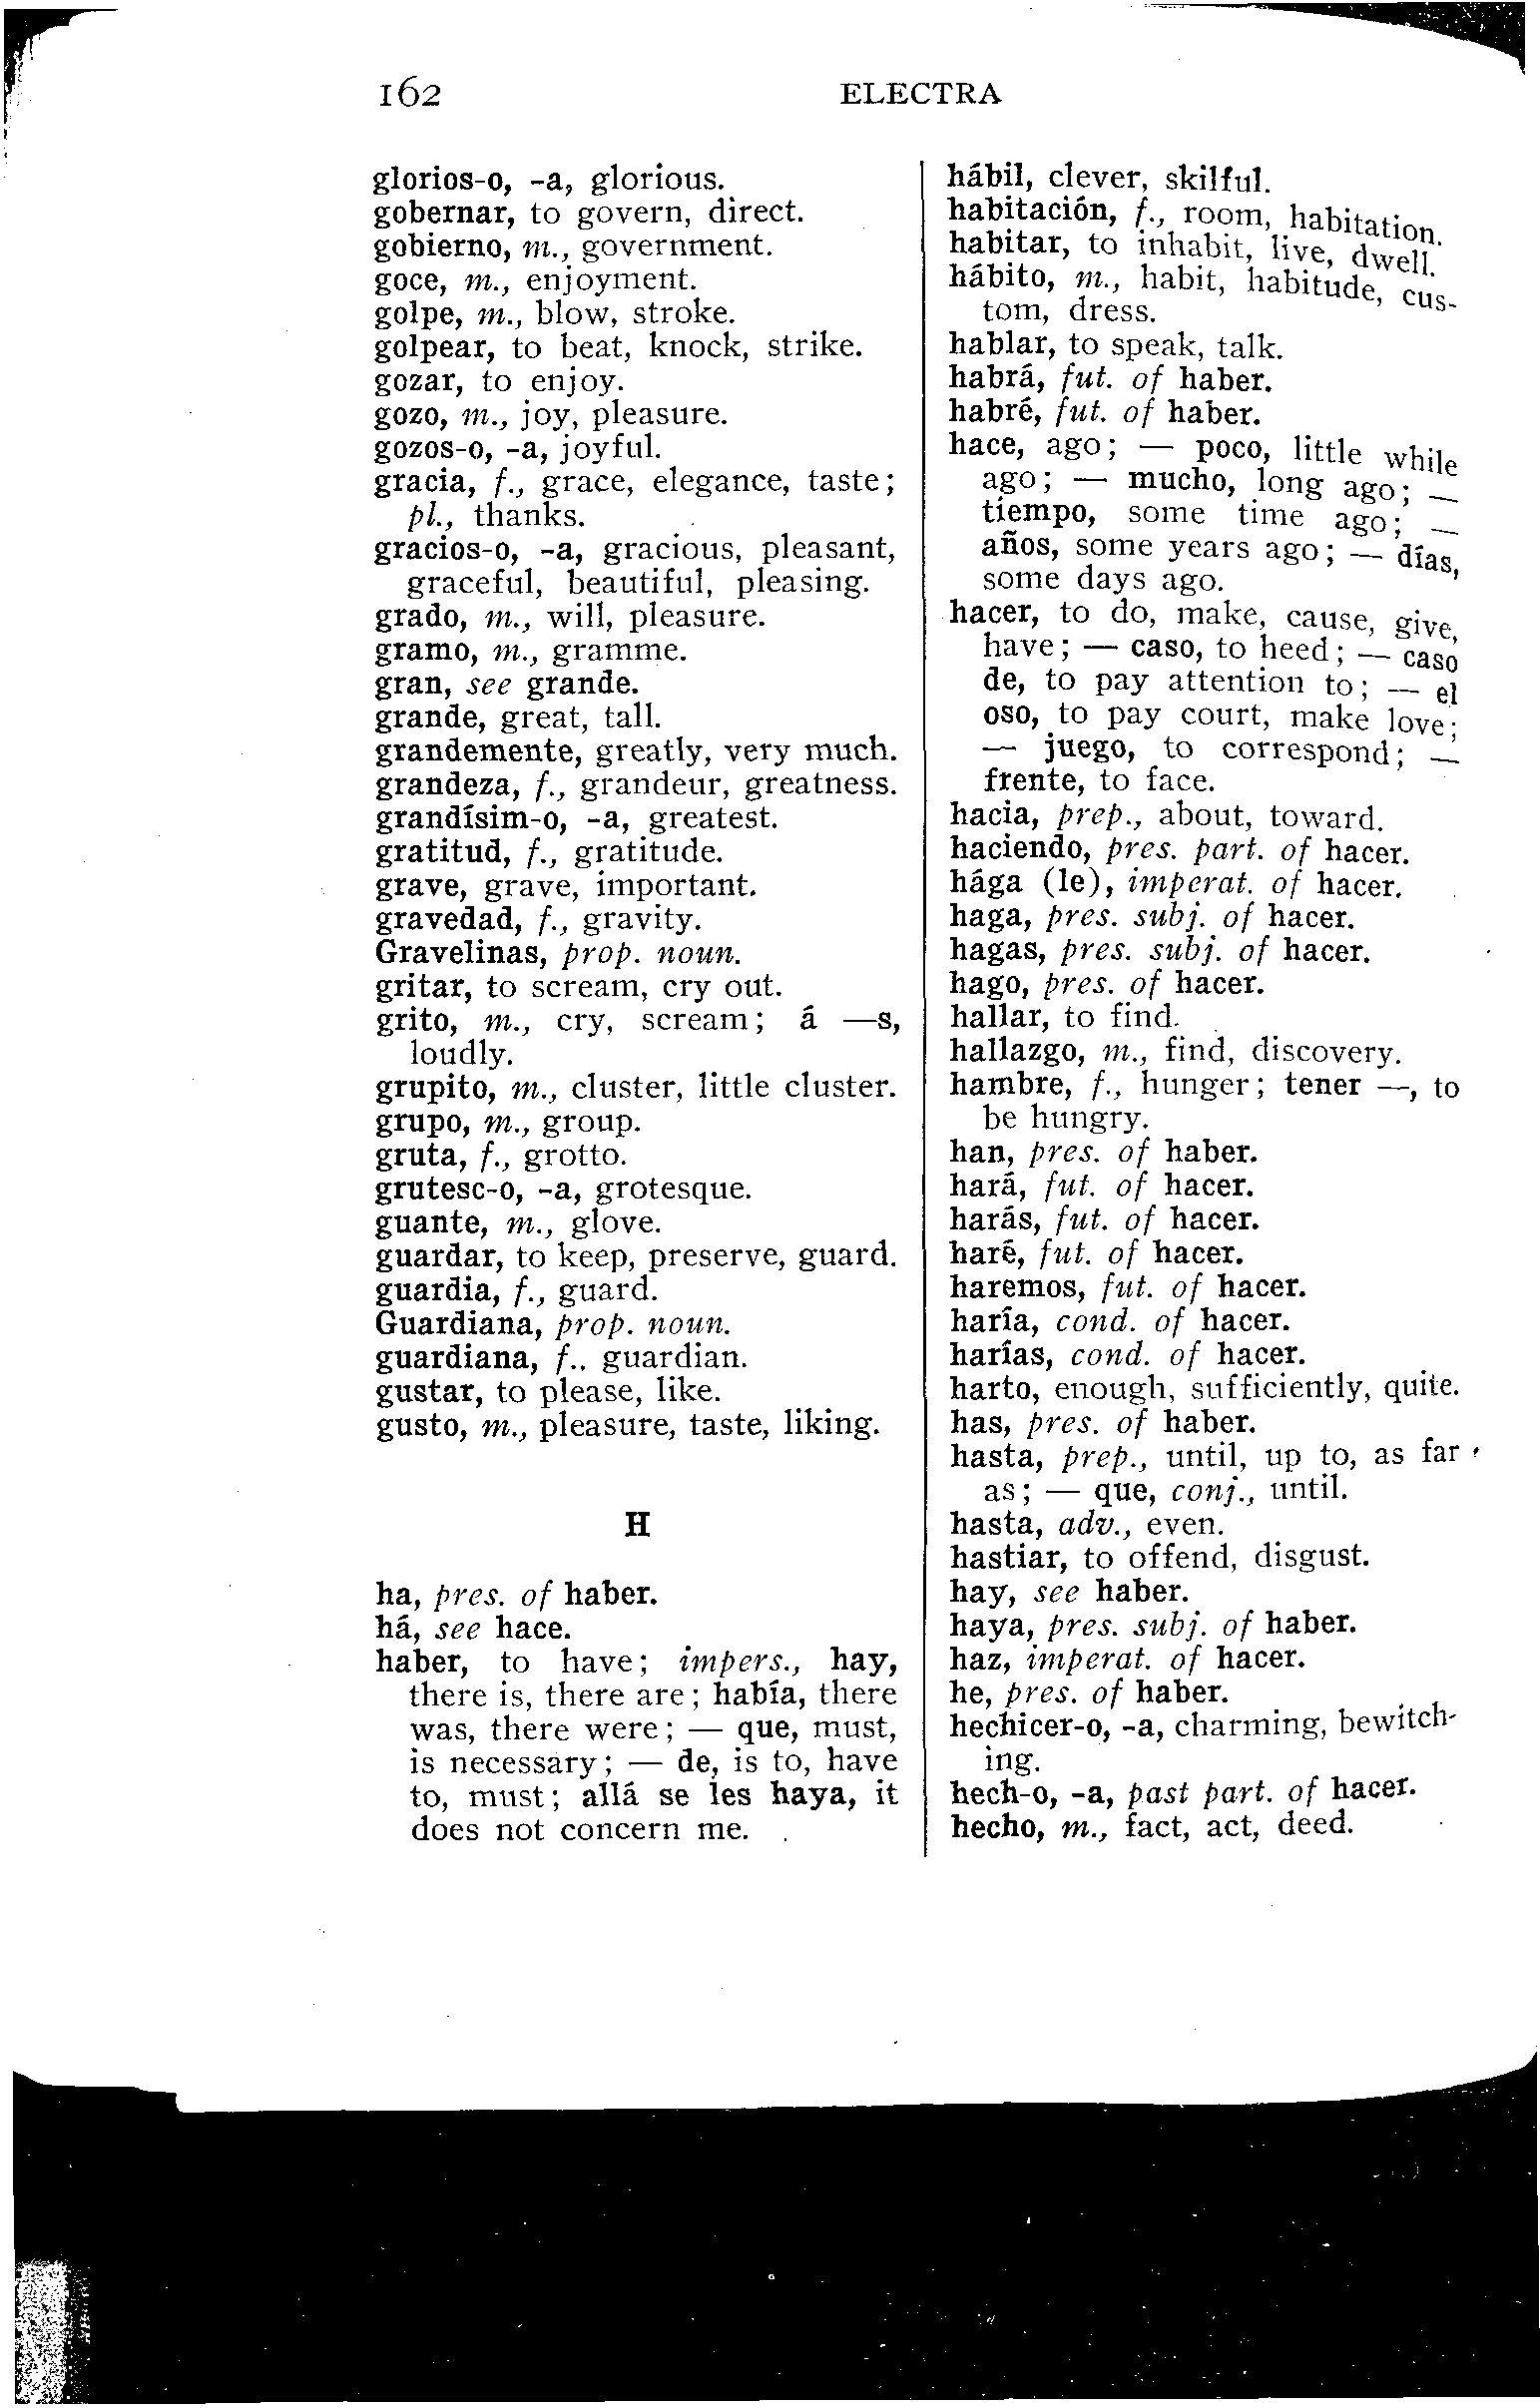 162
ELECTRA
glorios-o, -a, glorious.
gobernar, to govern, direct.
gobierno, m., government.
goce, m., enjoyment.
golpe, m., blow, stroke.
golpear, to beat, knock, strike.
gozar, to enjoy.
gozo, m., joy, pleasure.
gozos-o, -a, joyful.
gracia, f., grace, elegance, taste;
pl., thanks.
gracios-o, -a, gracious, pleasant,
graceful, beautiful, pleasing.
grado, m., will, pleasure.
gramo, m., gramme.
gran, see grande.
grande, great, tall.
grandemente, greatly, very much.
grandeza, f., grandeur, greatness.
grandísim-o, -a, greatest.
gratitud, f., gratitude.
grave, grave, important.
gravedad, f., gravity.
Gravelinas, prop. noun.
gritar, to scream, cry out.
grito, m., cry, scream; á —s,
loudly.
grupito, m., cluster, little cluster.
grupo, m., group.
gruta, f., grotto.
grutesc-o, -a, grotesque.
guante, m., glove.
guardar, to keep, preserve, guard.
guardia, f., guard.
Guardiana, prop. noun.
guardiana, f., guardian.
gustar, to please, like.
gusto, m., pleasure, taste, liking.
H
ha, pres. of haber.
há, see hace.
haber, to have; impers., hay,
there is, there are; había, there
was, there were; — que, must,
is necessary; — de, is to, have
to, must; allá se les haya, it
does not concern me.
hábil, clever, skilful.
habitación, f., room, habitation.
habitar, to inhabit, live, dwell.
hábito, m., habit, habitude, cus-
tom, dress.
hablar, to speak, talk.
habrá, fut. of haber.
habré, fut. of haber.
hace, ago; — poco, little while
ago; — mucho, long ago; —
tiempo, some time ago; —
años, some years ago; — días,
some days ago.
hacer, to do, make, cause, give,
have; — caso, to heed; — caso
de, to pay attention to; — el
oso, to pay court, make love;
— juego, to correspond; —
frente, to face.
hacia, prep., about, toward.
haciendo, pres. part. of hacer.
hága (le), imperat. of hacer.
haga, pres. subj. of hacer.
hagas, pres. subj. of hacer.
hago, pres. of hacer.
hallar, to find.
hallazgo, m., find, discovery.
hambre, f., hunger; tener —, to
be hungry.
han, pres. of haber.
hará, fut. of hacer.
harás, fut. of hacer.
haré, fut. of hacer.
haremos, fut. of hacer.
haría, cond. of hacer.
harías, cond. of hacer.
harto, enough, sufficiently, quite.
has, pres. of haber.
hasta, prep., until, up to, as far
as; — que, conj., until.
hasta, adv., even.
hastiar, to offend, disgust.
hay, see haber.
haya, pres. subj. of haber.
haz, imperat. of hacer.
he, pres. of haber.
hechicer-o, -a, charming, bewitch-
ing.
hech-o, -a, past part. of hacer.
hecho, m., fact, act, deed.